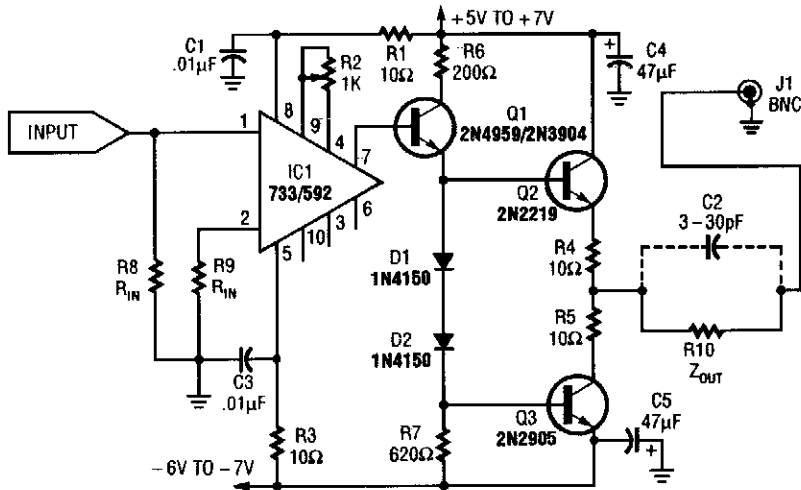 +5V TO +7V
C1
.01µF
R1
10Ω
R6
200Ω
C4
47µF
J1
BNC
R2
1K
8
9
4
INPUT
1
7
Q1
2N4959/2N3904
IC1
733/592
Q2
2N2219
2
6
3
10
5
C2
3-30pF
R8
RIN
R9
RIN
D1
1N4150
R4
10Ω
R5
10Ω
D2
1N4150
R10
ZOUT
C3
.01µF
R3
10Ω
R7
620Ω
Q3
2N2905
C5
47µF
-6V TO -7V
+
+